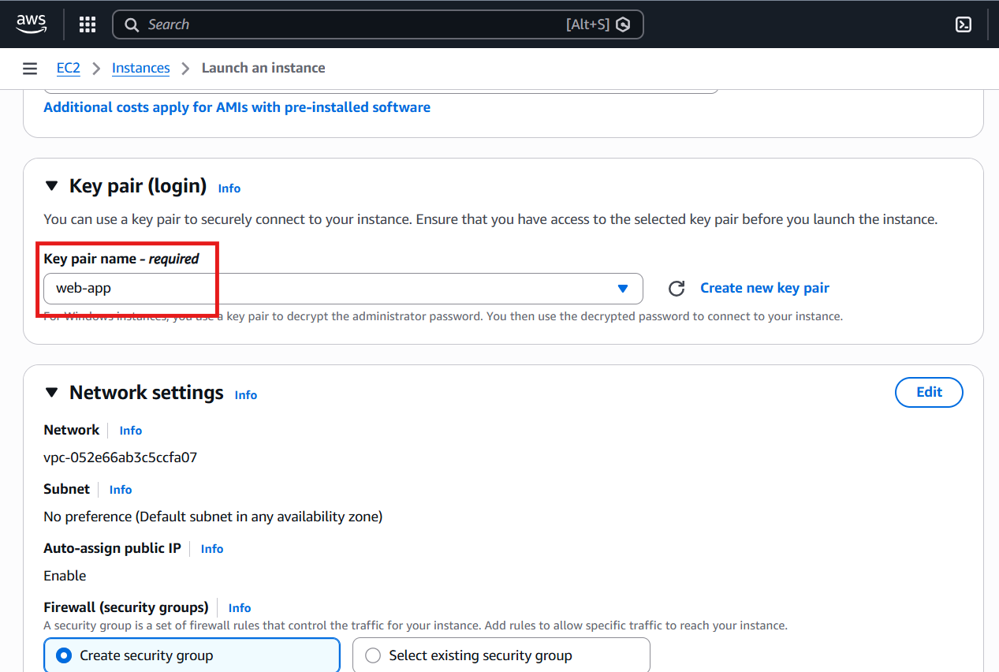 aws
Search [Alt+S]
EC2 Instances Launch an instance
Additional costs apply for AMIs with pre-installed software
Key pair (login) Info
You can use a key pair to securely connect to your instance. Ensure that you have access to the selected key pair before you launch the instance.
Key pair name - required
web-app
Create new key pair
For Windows instances, you use a key pair to decrypt the administrator password. You then use the decrypted password to connect to your instance.
Network settings Info
Edit
Network Info
vpc-052e66ab3c5ccfa07
Subnet Info
No preference (Default subnet in any availability zone)
Auto-assign public IP Info
Enable
Firewall (security groups) Info
A security group is a set of firewall rules that control the traffic for your instance. Add rules to allow specific traffic to reach your instance.
Create security group Select existing security group